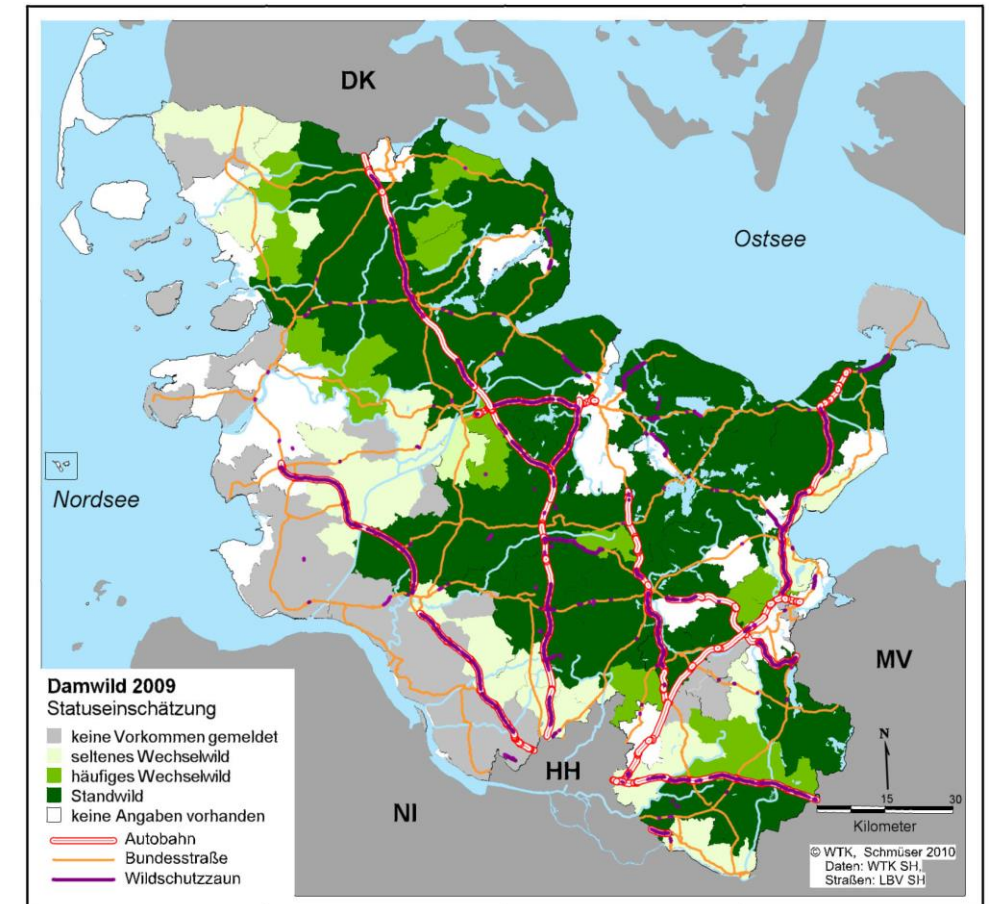 DK
Ostsee
Nordsee
MV
HH
NI
Damwild 2009
Statuseinschätzung
keine Vorkommen gemeldet
seltenes Wechselwild
häufiges Wechselwild
Standwild
keine Angaben vorhanden
Autobahn
Bundesstraße
Wildschutzzaun
N
15 30
Kilometer
© WTK, Schmüser 2010
Daten: WTK SH,
Straßen: LBV SH